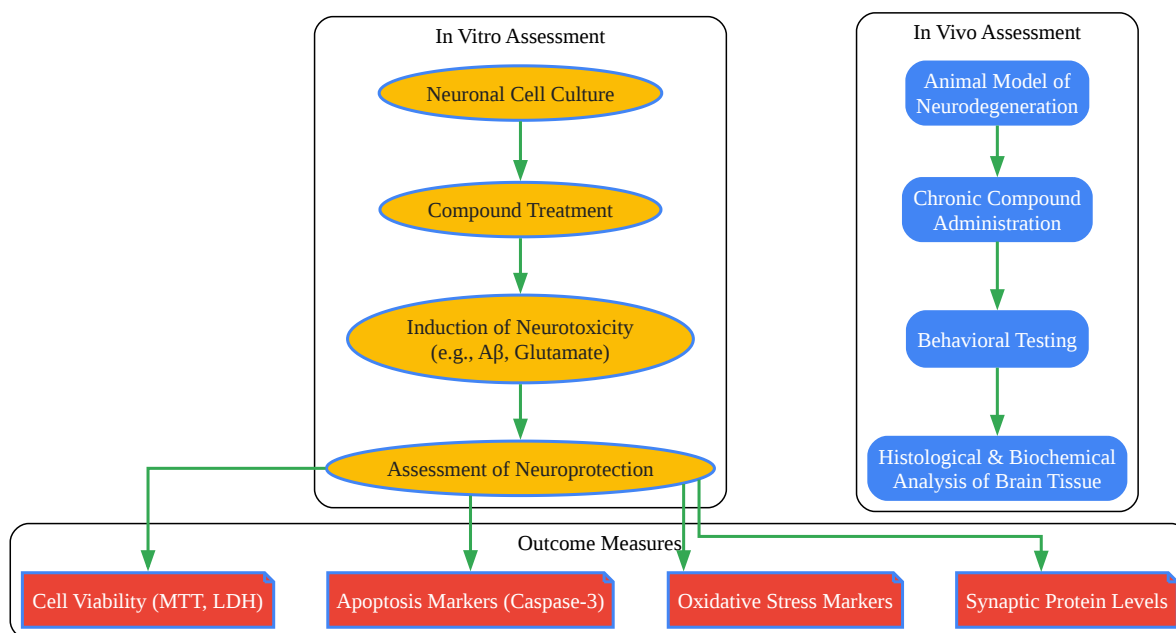 In Vitro Assessment
Neuronal Cell Culture
Compound Treatment
Induction of Neurotoxicity
(e.g., Aβ, Glutamate)
Assessment of Neuroprotection
In Vivo Assessment
Animal Model of
Neurodegeneration
Chronic Compound
Administration
Behavioral Testing
Histological & Biochemical
Analysis of Brain Tissue
Outcome Measures
Cell Viability (MTT, LDH)
Apoptosis Markers (Caspase-3)
Oxidative Stress Markers
Synaptic Protein Levels